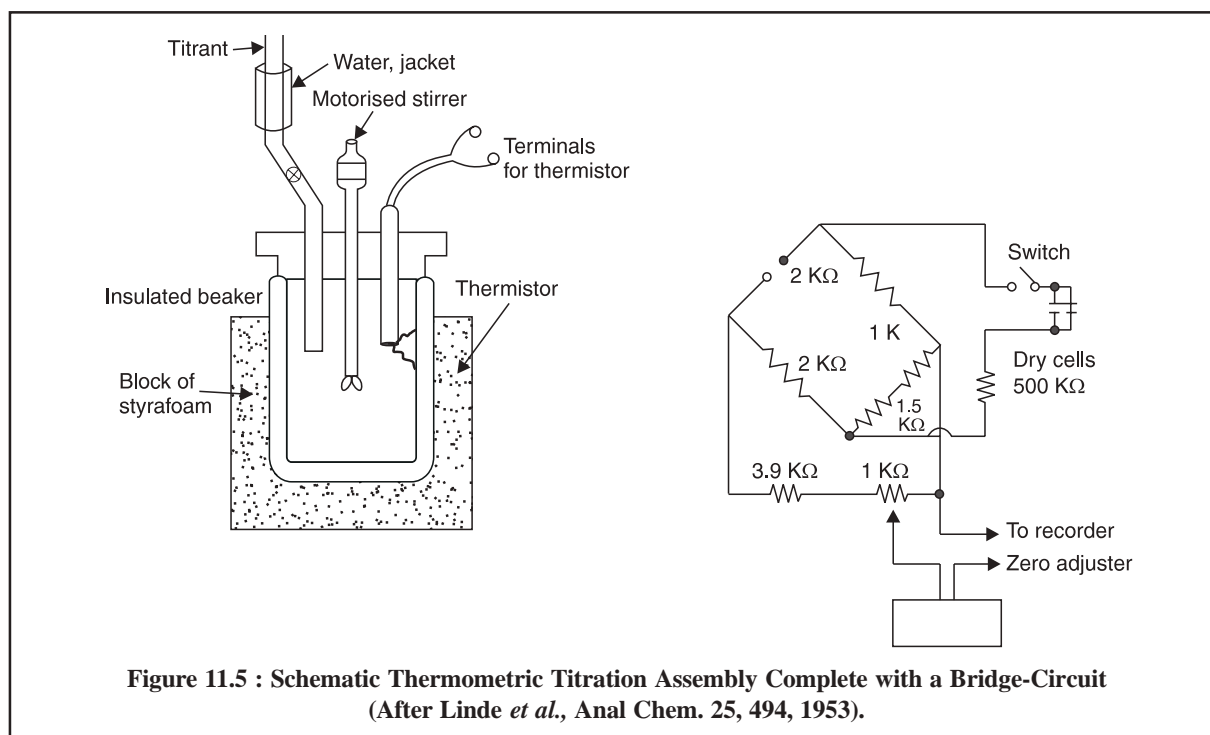 Titrant
Water, jacket
Motorised stirrer
Terminals
for thermistor
Insulated beaker
Thermistor
Block of
styrafoam
Switch
2 KΩ
1 K
2 KΩ
1.5
KΩ
Dry cells
500 KΩ
3.9 KΩ
1 KΩ
To recorder
Zero adjuster
Figure 11.5 : Schematic Thermometric Titration Assembly Complete with a Bridge-Circuit
(After Linde et al., Anal Chem. 25, 494, 1953).